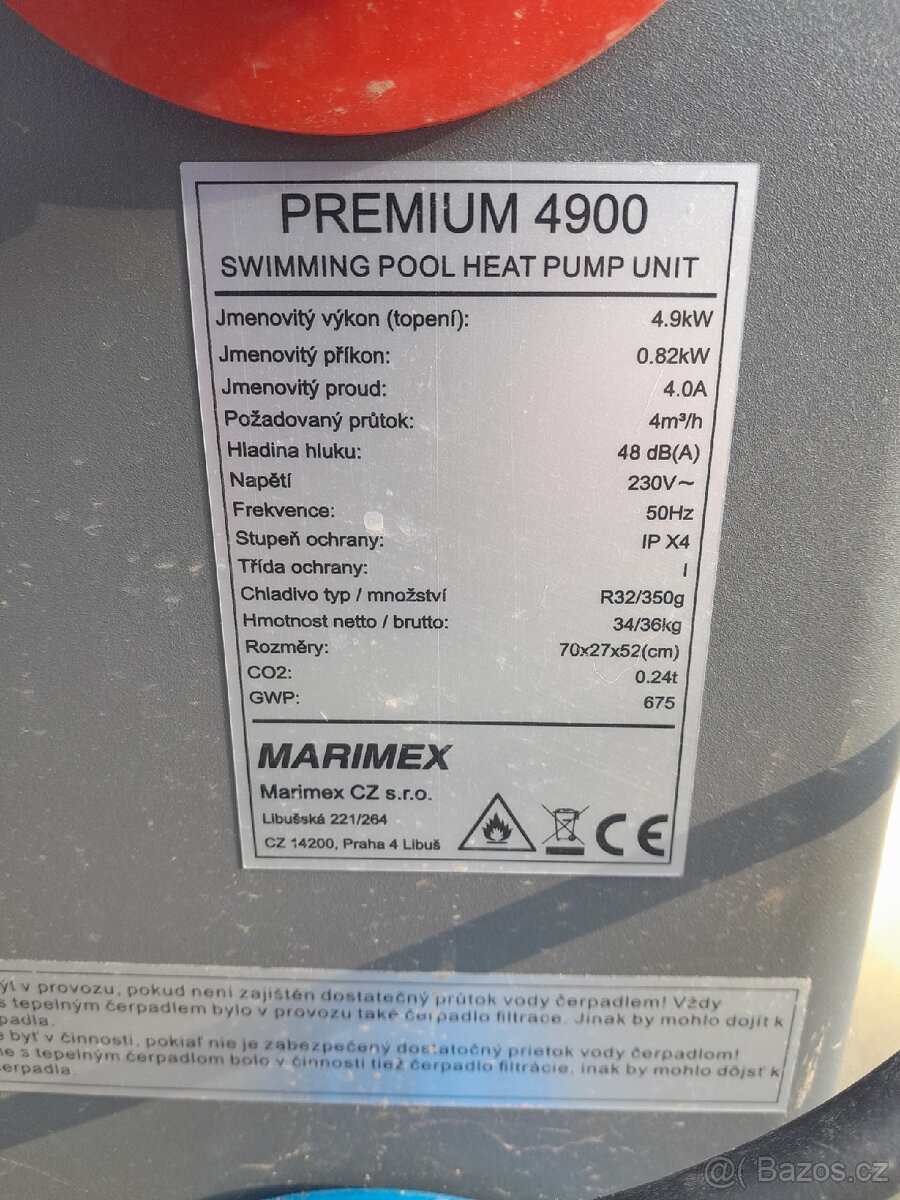 PREMIUM 4900
SWIMMING POOL HEAT PUMP UNIT
Jmenovitý výkon (topení): 4.9kW
Jmenovitý příkon: 0.82kW
Jmenovitý proud: 4.0A
Požadovaný průtok: 4m³/h
Hladina hluku: 48 dB(A)
Napětí 230V~
Frekvence: 50Hz
Stupeň ochrany: IP X4
Třída ochrany: I
Chladivo typ / množství R32/350g
Hmotnost netto / brutto: 34/36kg
Rozměry: 70x27x52(cm)
CO2: 0.24t
GWP: 675
MARIMEX
Marimex CZ s.r.o.
Libušská 221/264
CZ 14200, Praha 4 Libuš
CE
v provozu, pokud není zajištěn dostatečný průtok vody čerpadlem! Vždy
s tepelným čerpadlem bylo v provozu také čerpadlo filtrace. Jinak by mohlo dojít k
byť v činnosti, pokiaľ nie je zabezpečený dostatočný prietok vody čerpadlom!
s tepelným čerpadlom bolo v činnosti tiež čerpadlo filtrácie, inak by mohlo dôjsť k
@( Bazos.cz